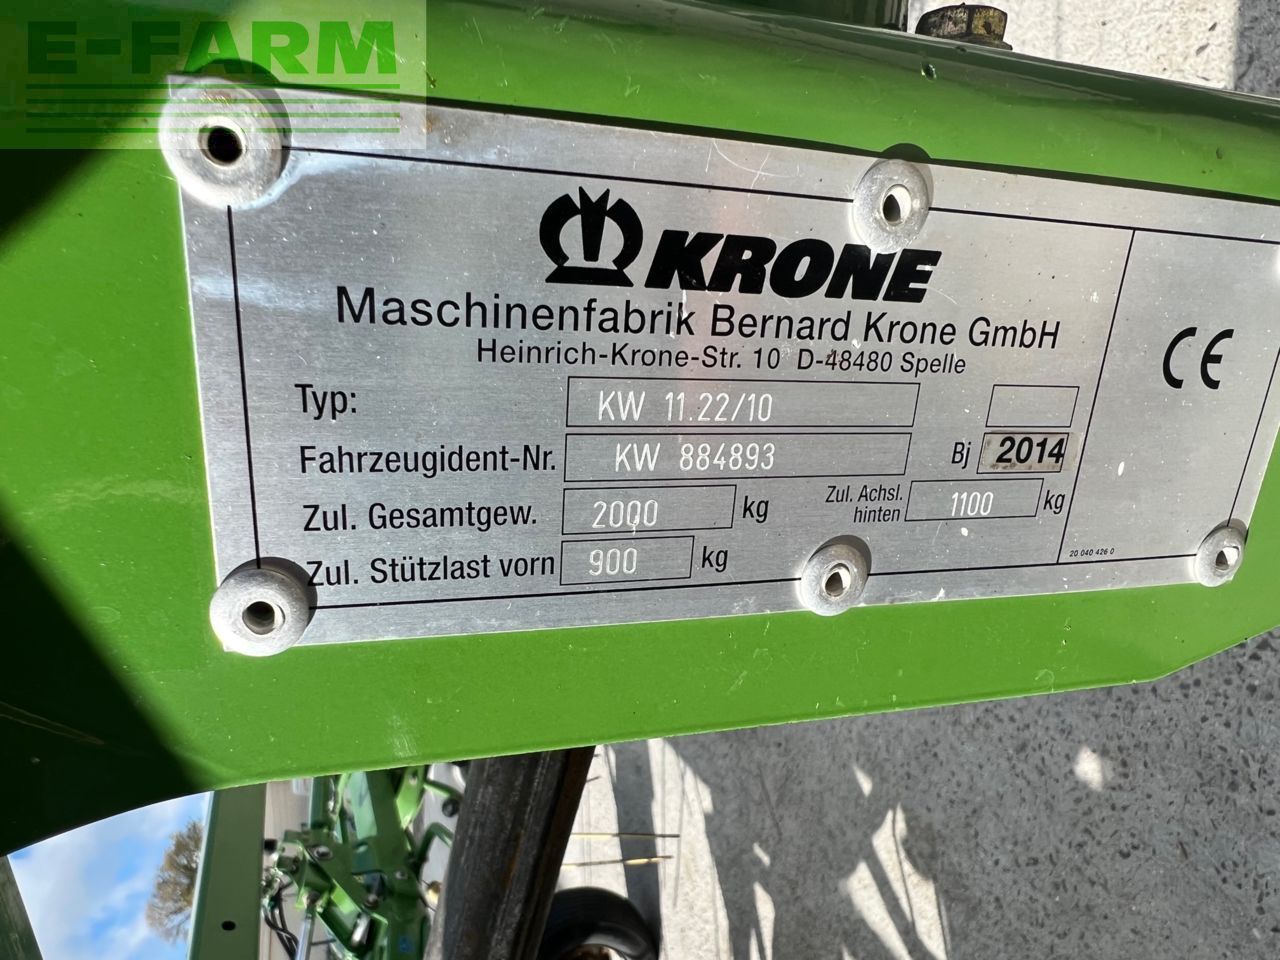 E-FARM
KRONE
Maschinenfabrik Bernard Krone GmbH
Heinrich-Krone-Str. 10 D-48480 Spelle
Typ: KW 11.22/10
Fahrzeugident-Nr. KW 884893 Bj 2014
Zul. Gesamtgew. 2000 kg Zul. Achsl. hinten 1100 kg
Zul. Stützlast vorn 900 kg
CE
20 040 426 0